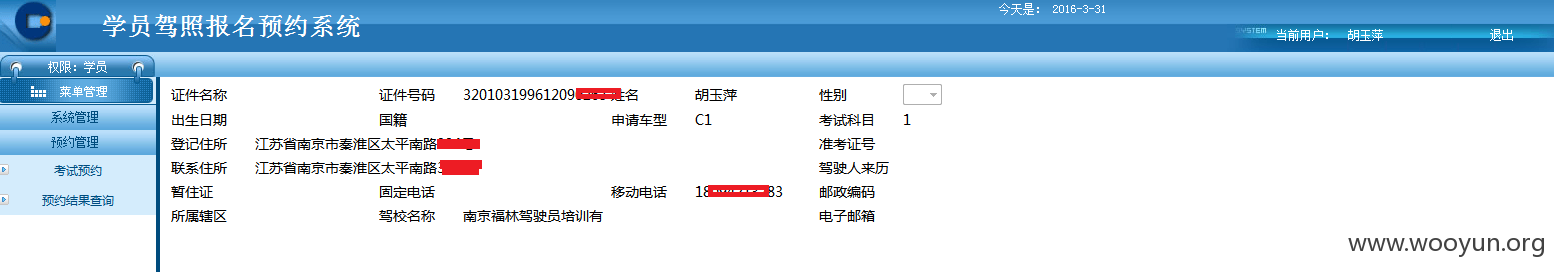 今天是: 2016-3-31
学员驾照报名预约系统
SYSTEM 当前用户: 胡玉萍 退出
权限: 学员
菜单管理
系统管理
预约管理
考试预约
预约结果查询
证件名称 证件号码 姓名 胡玉萍 性别
出生日期 国籍 申请车型 C1 考试科目 1
登记住所 江苏省南京市秦淮区太平南路 准考证号
联系住所 江苏省南京市秦淮区太平南路 驾驶人来历
暂住证 固定电话 移动电话 邮政编码
所属辖区 驾校名称 南京福林驾驶员培训有 电子邮箱
www.wooyun.org